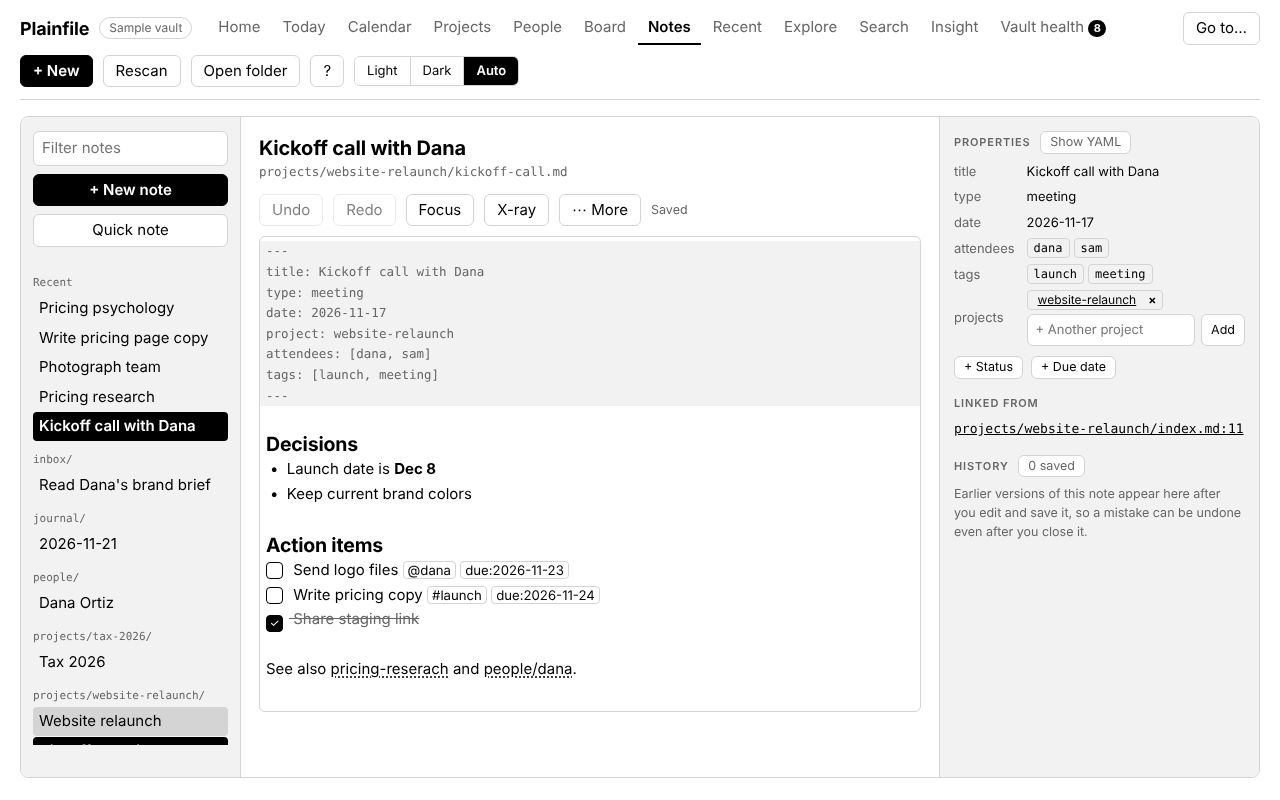 Plainfile Sample vault Home Today Calendar Projects People Board Notes Recent Explore Search Insight Vault health 8 Go to...
+ New Rescan Open folder ? Light Dark Auto
Filter notes
+ New note
Quick note
Recent
Pricing psychology
Write pricing page copy
Photograph team
Pricing research
Kickoff call with Dana
inbox/
Read Dana's brand brief
journal/
2026-11-21
people/
Dana Ortiz
projects/tax-2026/
Tax 2026
projects/website-relaunch/
Website relaunch
Kickoff call with Dana
projects/website-relaunch/kickoff-call.md
Undo Redo Focus X-ray ··· More Saved
---
title: Kickoff call with Dana
type: meeting
date: 2026-11-17
project: website-relaunch
attendees: [dana, sam]
tags: [launch, meeting]
---
Decisions
• Launch date is Dec 8
• Keep current brand colors
Action items
Send logo files @dana due:2026-11-23
Write pricing copy #launch due:2026-11-24
Share staging link
See also pricing-reserach and people/dana.
PROPERTIES Show YAML
title Kickoff call with Dana
type meeting
date 2026-11-17
attendees dana sam
tags launch meeting
projects website-relaunch ×
+ Another project Add
+ Status + Due date
LINKED FROM
projects/website-relaunch/index.md:11
HISTORY 0 saved
Earlier versions of this note appear here after
you edit and save it, so a mistake can be undone
even after you close it.